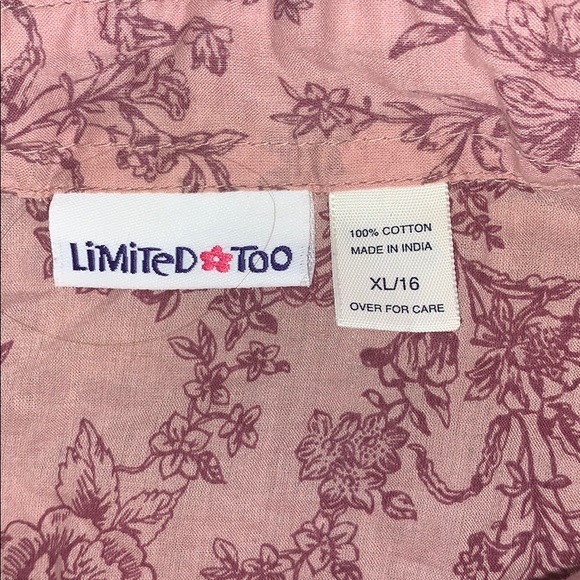 LiMiTeD TOO
100% COTTON
MADE IN INDIA
XL/16
OVER FOR CARE